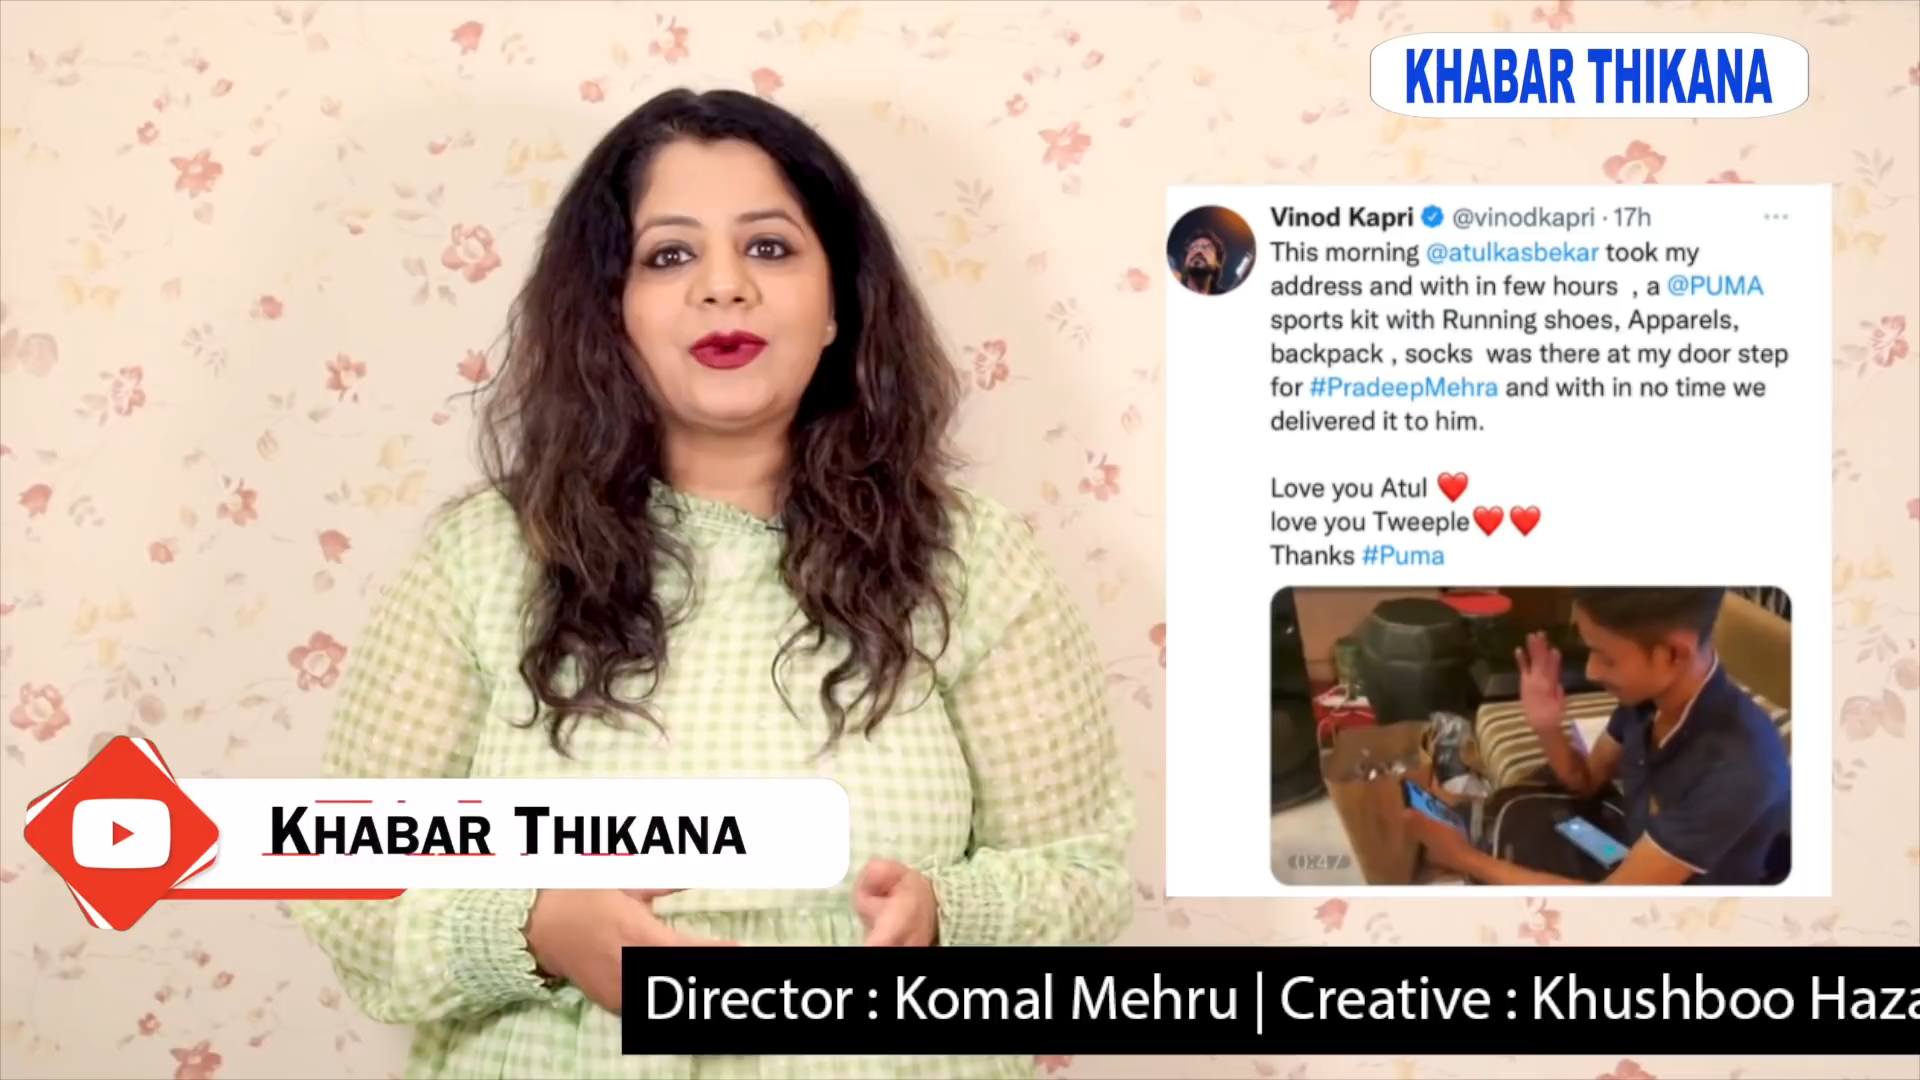 KHABAR THIKANA
Vinod Kapri @vinodkapri · 17h
This morning @atulkasbekar took my
address and with in few hours , a @PUMA
sports kit with Running shoes, Apparels,
backpack , socks was there at my door step
for #PradeepMehra and with in no time we
delivered it to him.
Love you Atul ❤️
love you Tweeple❤️❤️
Thanks #Puma
0:47
KHABAR THIKANA
Director : Komal Mehru | Creative : Khushboo Haza